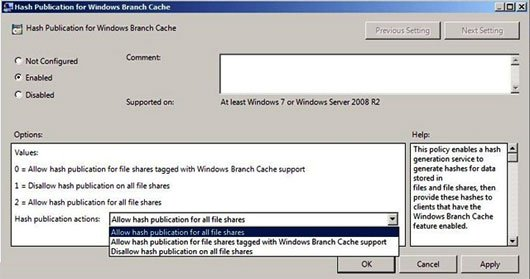 Hash Publication for Windows Branch Cache
Hash Publication for Windows Branch Cache
Previous Setting
Next Setting
Not Configured
Enabled
Disabled
Comment:
Supported on:
At least Windows 7 or Windows Server 2008 R2
Options:
Values:
0 = Allow hash publication for file shares tagged with Windows Branch Cache support
1 = Disallow hash publication on all file shares
2 = Allow hash publication for all file shares
Hash publication actions:
Allow hash publication for all file shares
Allow hash publication for all file shares
Allow hash publication for file shares tagged with Windows Branch Cache support
Disallow hash publication on all file shares
Help:
This policy enables a hash
generation service to
generate hashes for data
stored in
files and file shares, then
provide these hashes to
clients that have the
Windows Branch Cache
feature enabled.
OK
Cancel
Apply